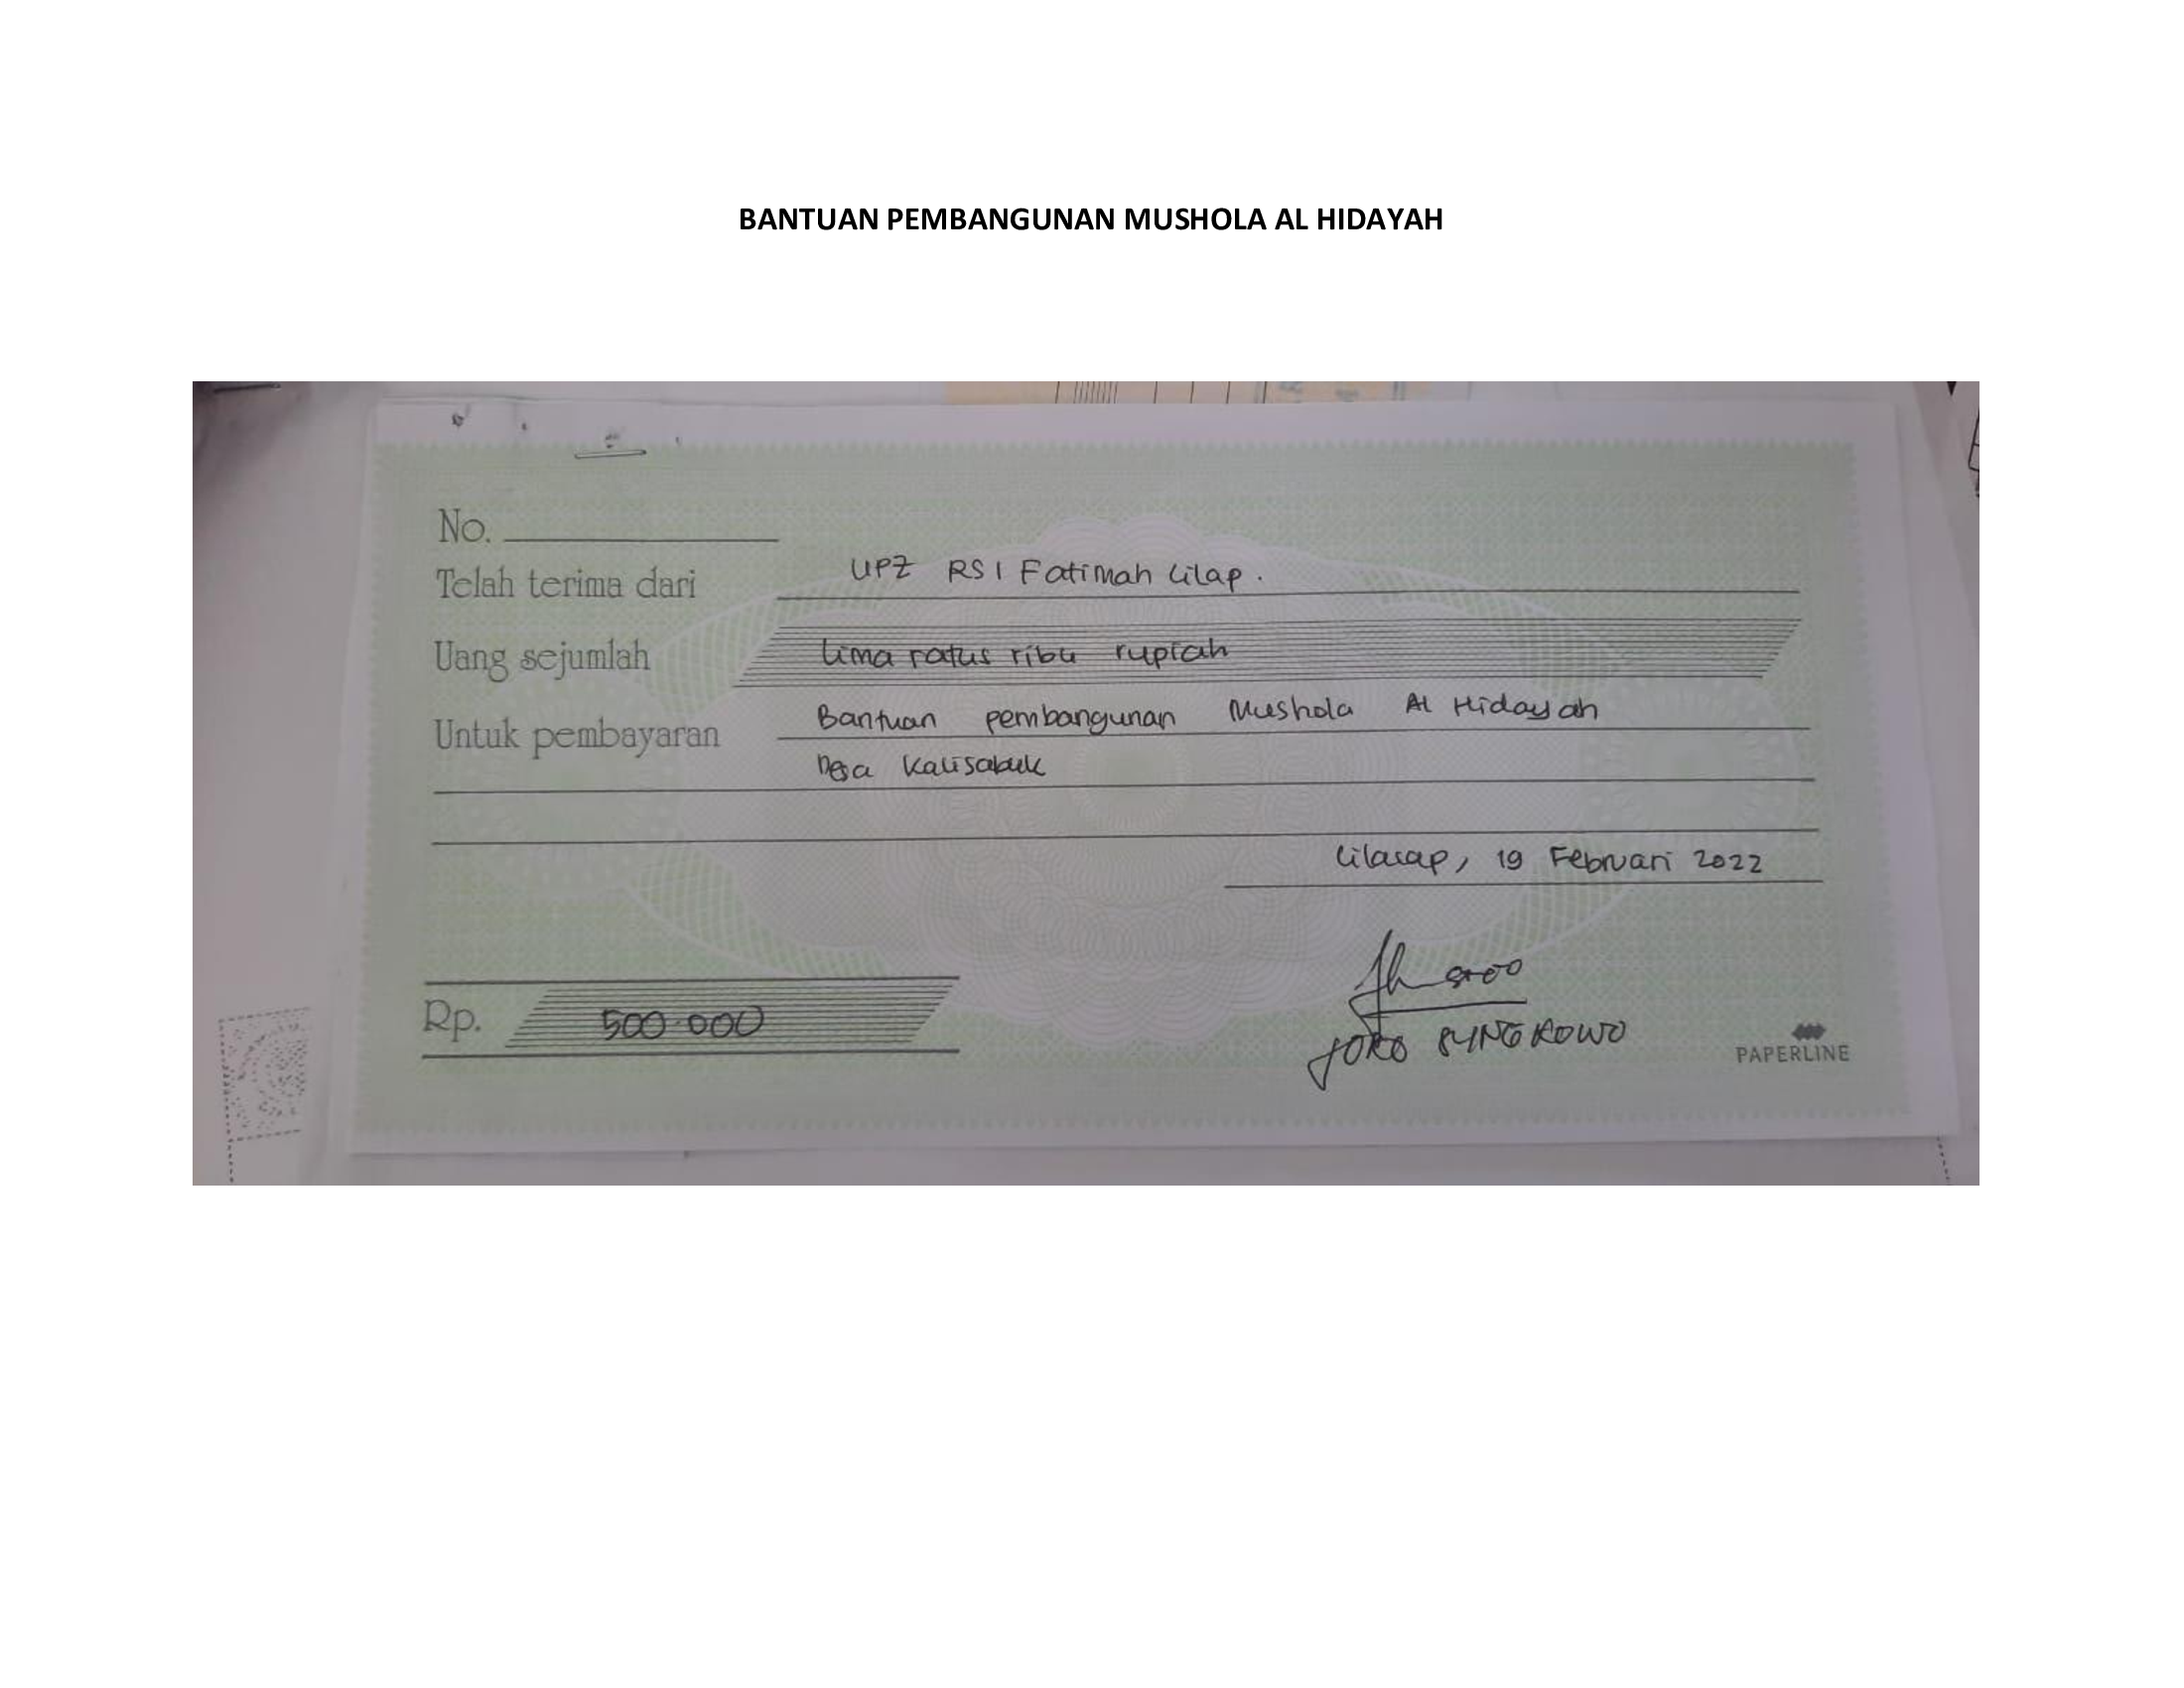 BANTUAN PEMBANGUNAN MUSHOLA AL HIDAYAH
No.
Telah terima dari UPZ RSI Fatimah Cilap.
Uang sejumlah lima ratus ribu rupiah
Untuk pembayaran Bantuan pembangunan Mushola Al Hidayah
Desa Kalisabuk
Cilacap, 19 Februari 2022
Rp. 500.000
JOKO
PAPERLINE